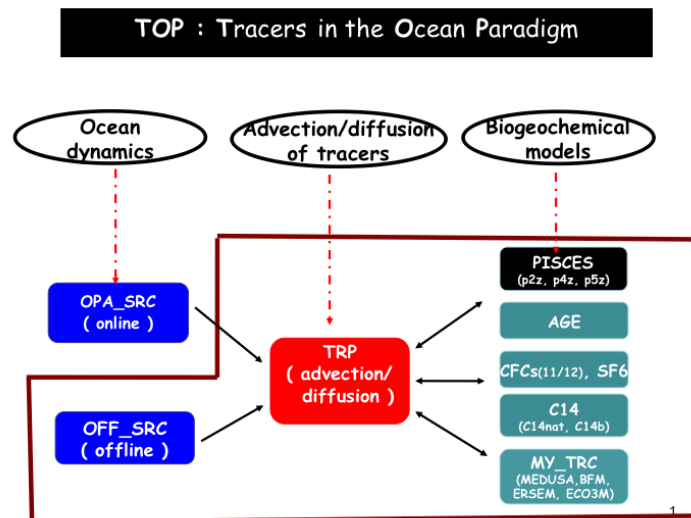 TOP : Tracers in the Ocean Paradigm
Ocean
dynamics
Advection/diffusion
of tracers
Biogeochemical
models
OPA_SRC
( online )
OFF_SRC
( offline )
TRP
( advection/
diffusion )
PISCES
(p2z, p4z, p5z)
AGE
CFCs(11/12), SF6
C14
(C14nat, C14b)
MY_TRC
(MEDUSA,BFM,
ERSEM, ECO3M)
1